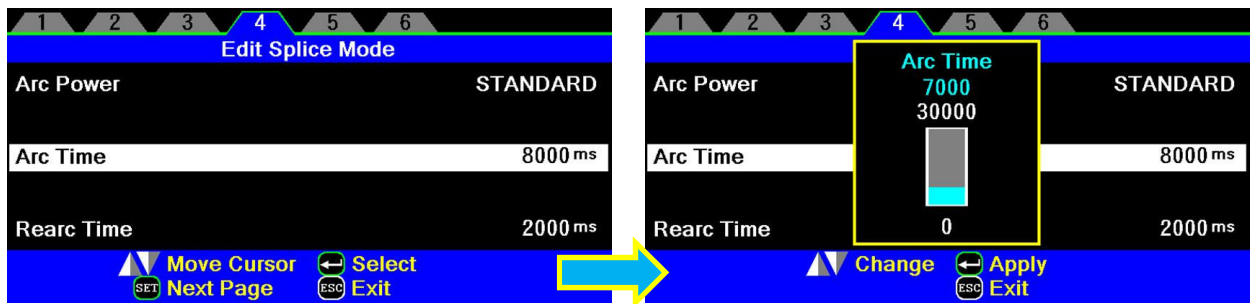 1 2 3 4 5 6
Edit Splice Mode
Arc Power STANDARD
Arc Time 8000 ms
Rearc Time 2000 ms
Move Cursor Select
SET Next Page ESC Exit
1 2 3 4 5 6
Arc Time
7000
30000
0
Arc Power STANDARD
Arc Time 8000 ms
Rearc Time 2000 ms
Change Apply
ESC Exit